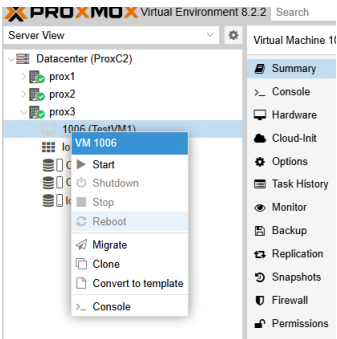 PROXMOX Virtual Environment 8.2.2 Search
Server View
Virtual Machine 10
Datacenter (ProxC2)
prox1
prox2
prox3
1006 (TestVM1)
VM 1006
Start
Shutdown
Stop
Reboot
Migrate
Clone
Convert to template
>_ Console
Summary
>_ Console
Hardware
Cloud-Init
Options
Task History
Monitor
Backup
Replication
Snapshots
Firewall
Permissions